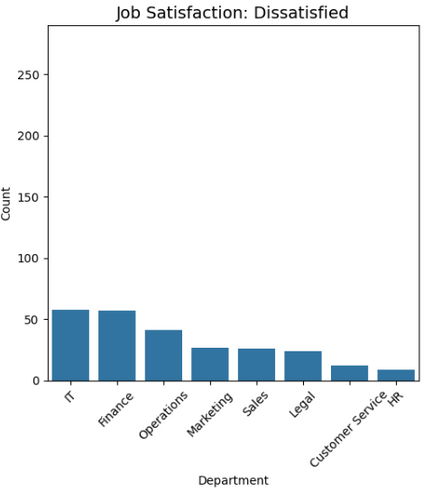 Job Satisfaction: Dissatisfied
250
200
150
100
50
0
Count
IT
Finance
Operations
Marketing
Sales
Legal
Customer Service
HR
Department